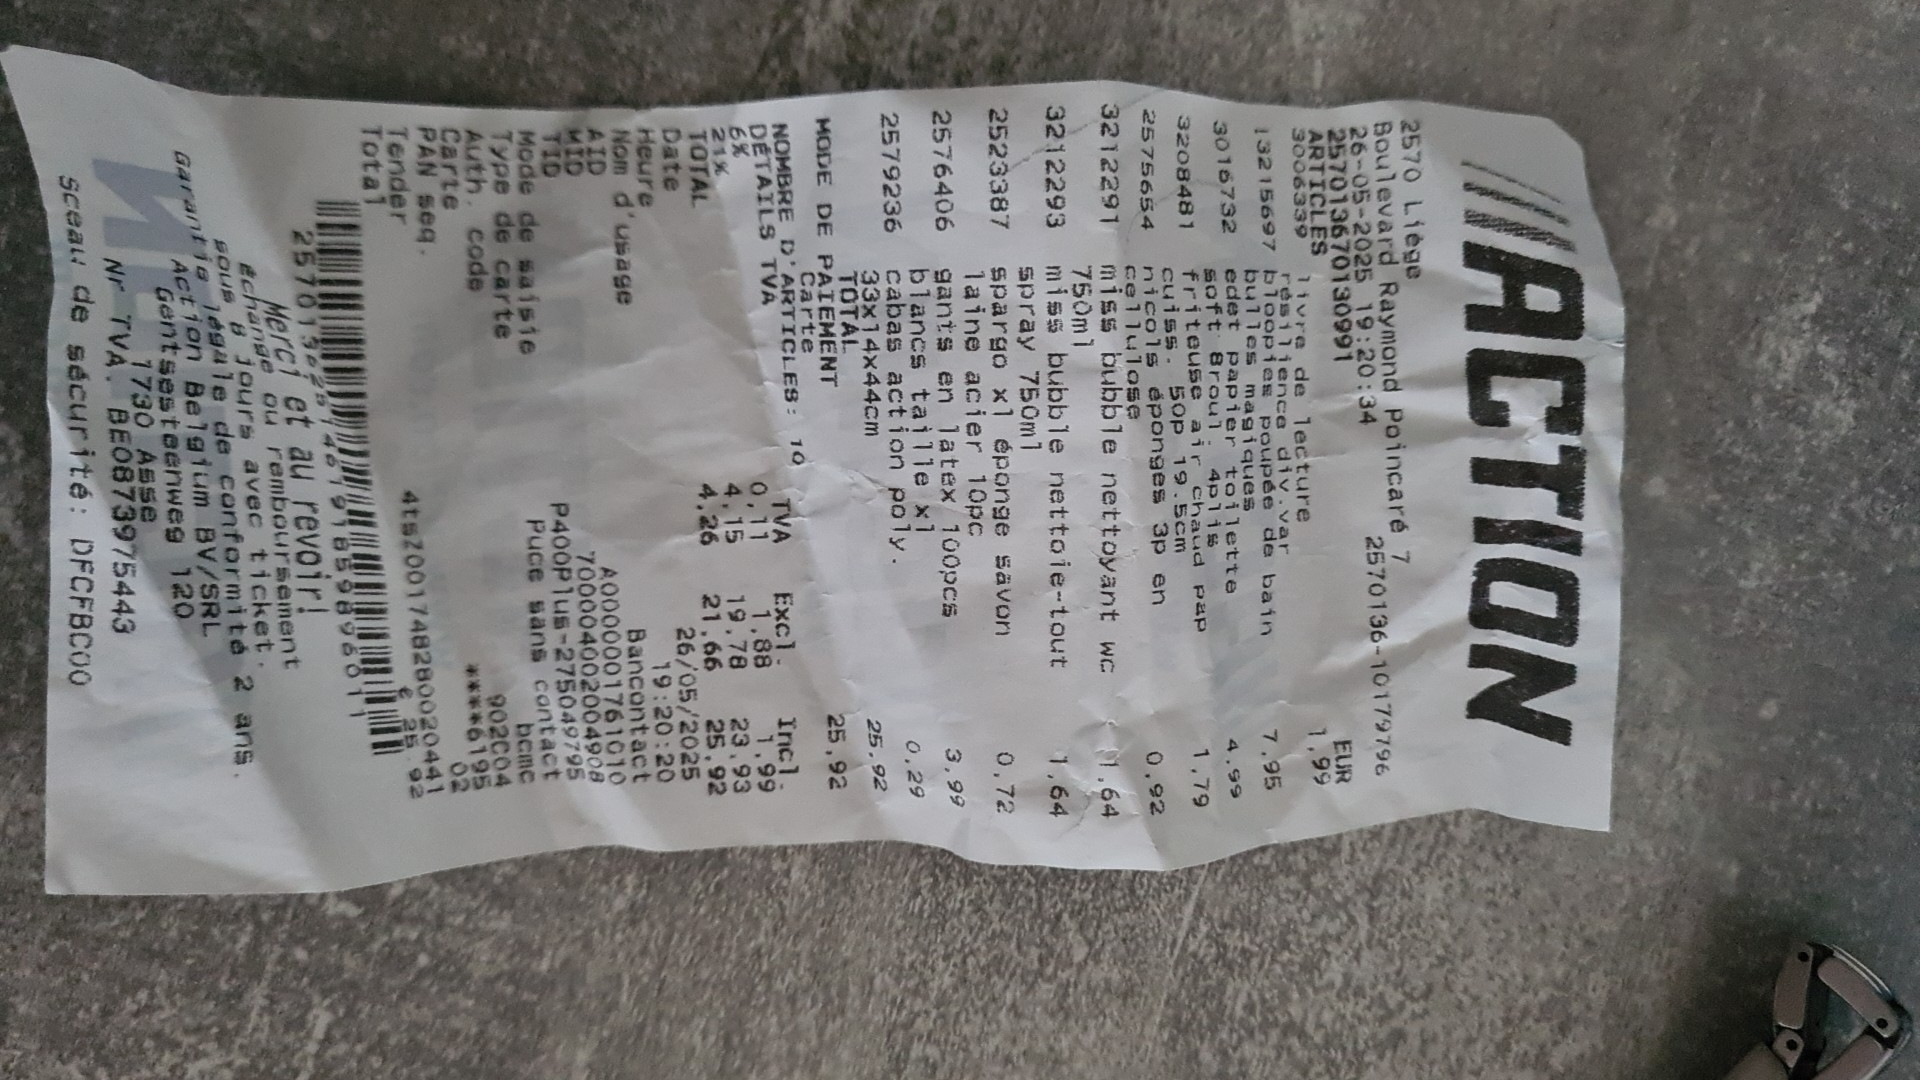 ACTION
2570 Liège
Boulevard Raymond Poincaré 7
26-05-2025 19:20:34 2570136-10179796
257013670130991
ARTICLES EUR
3006339 livre de lecture 1,99
résilience div.var
13215697 bloopies poupée de bain 7,95
bulles magiques
3016732 edet papier toilette 4,99
soft 8roul. 4plis
3208481 friteuse air chaud pap 1,79
cuiss. 50p 19.5cm
2575654 nicols éponges 3p en 0,92
cellulose
3212291 miss bubble nettoyant wc 1,64
750ml
3212293 miss bubble nettoie-tout 1,64
spray 750ml
2523387 spargo x1 éponge savon 0,72
laine acier 10pc
2576406 gants en latex 100pcs 3,99
blancs taille xl
2579236 cabas action poly. 0,29
33x14x44cm
TOTAL 25,92
MODE DE PAIEMENT
Carte 25,92
NOMBRE D'ARTICLES: 10
DÉTAILS TVA TVA Excl. Incl.
6% 0,11 1,88 1,99
21% 4,15 19,78 23,93
TOTAL 4,26 21,66 25,92
Date 26/05/2025
Heure 19:20:20
Nom d'usage Bancontact
AID A0000001761010
MID 700004002004908
TID P400Plus-275049795
Mode de saisie Puce sans contact
Type de carte bcmc
Auth. code 902C04
Carte ****6195
PAN seq. 02
Tender 4tsZ001748280020441
Total € 25.92
Merci et au revoir!
Échange ou remboursement
sous 8 jours avec ticket.
Garantie légale de conformité 2 ans.
Action Belgium BV/SRL
Gentsesteenweg 120
1730 Asse
Nr TVA. BE0873975443
Sceau de sécurité: DFCFBC00